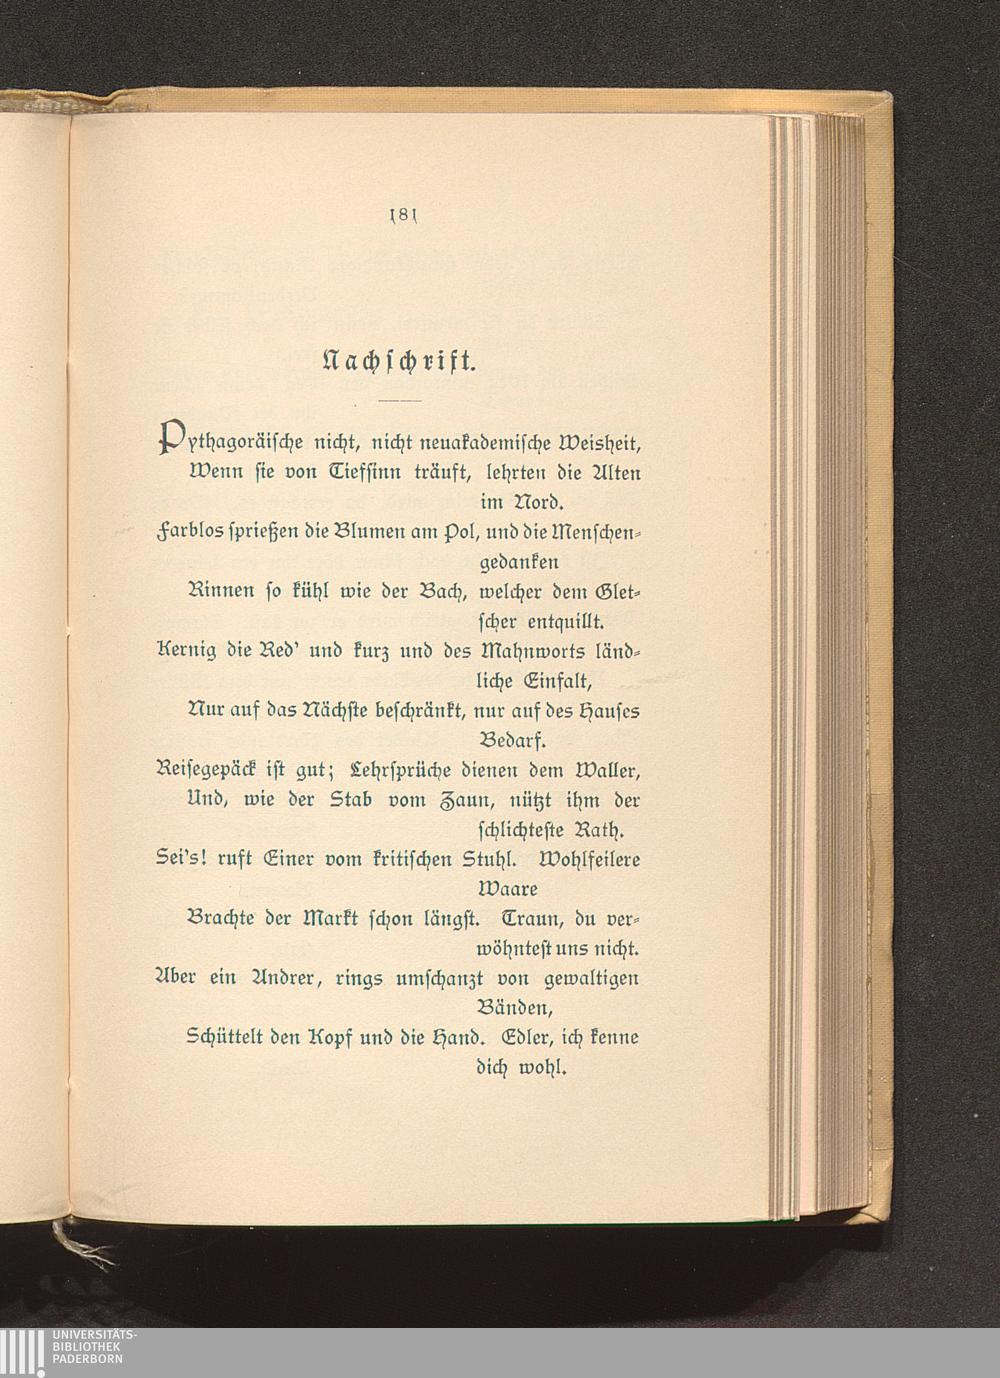 181
Nachschrift.
Pythagoräische nicht, nicht neuakademische Weisheit,
Wenn sie von Tiefsinn träuft, lehrten die Alten
im Nord.
Farblos sprießen die Blumen am Pol, und die Menschen-
gedanken
Rinnen so kühl wie der Bach, welcher dem Glet-
scher entquillt.
Kernig die Red' und kurz und des Mahnworts länd-
liche Einfalt,
Nur auf das Nächste beschränkt, nur auf des Hauses
Bedarf.
Reisegepäck ist gut; Lehrsprüche dienen dem Waller,
Und, wie der Stab vom Zaun, nützt ihm der
schlichteste Rath.
Sei's! ruft Einer vom kritischen Stuhl. Wohlfeilere
Waare
Brachte der Markt schon längst. Traun, du ver-
wöhntest uns nicht.
Aber ein Andrer, rings umschanzt von gewaltigen
Bänden,
Schüttelt den Kopf und die Hand. Edler, ich kenne
dich wohl.
UNIVERSITÄTS-
BIBLIOTHEK
PADERBORN